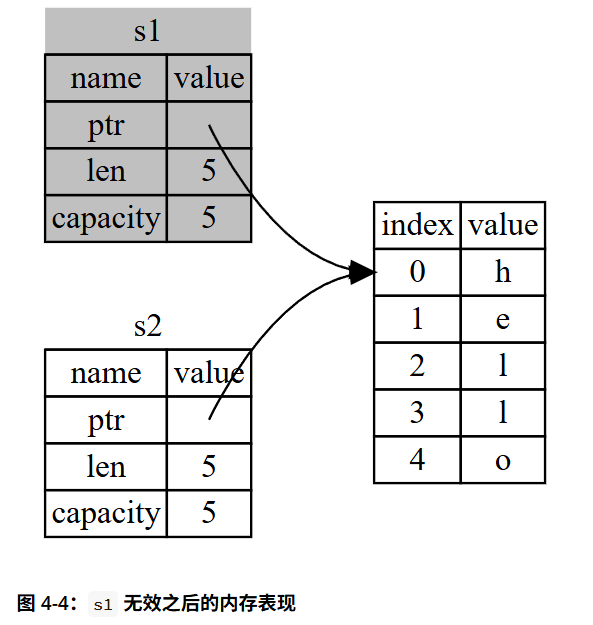 s1
name value
ptr
len 5
capacity 5
s2
name value
ptr
len 5
capacity 5
index value
0 h
1 e
2 l
3 l
4 o
图 4-4：s1 无效之后的内存表现